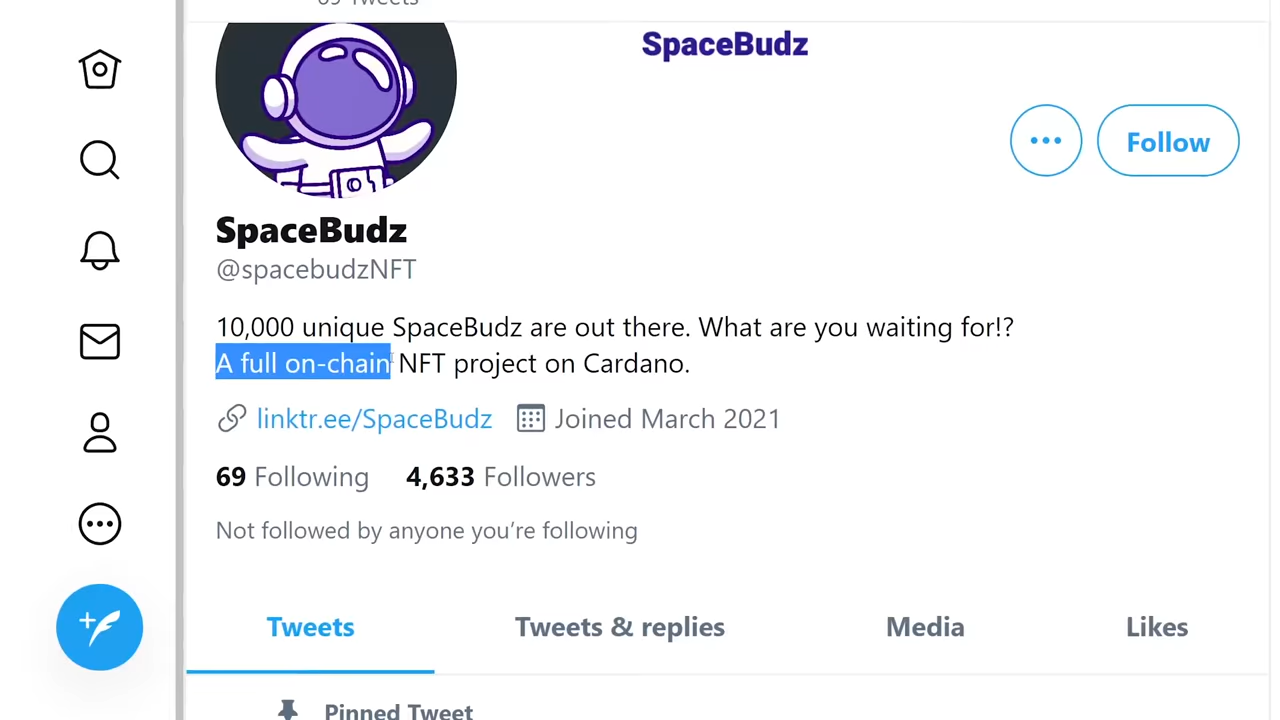 SpaceBudz
Follow
SpaceBudz
@spacebudzNFT
10,000 unique SpaceBudz are out there. What are you waiting for!?
A full on-chain NFT project on Cardano.
linktr.ee/SpaceBudz Joined March 2021
69 Following 4,633 Followers
Not followed by anyone you’re following
Tweets Tweets & replies Media Likes
Pinned Tweet